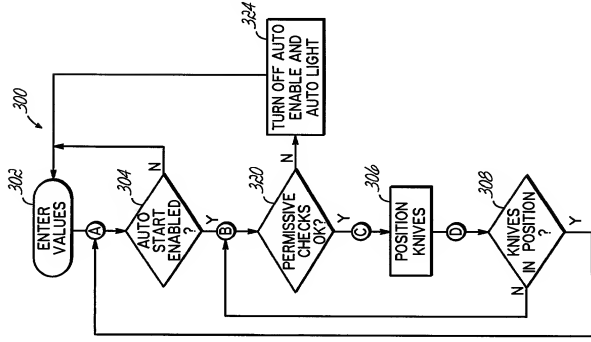 300
302
ENTER
VALUES
A
304
AUTO
START
ENABLED
?
N
Y
B
320
PERMISSIVE
CHECKS
OK?
N
Y
324
TURN OFF AUTO
ENABLE AND
AUTO LIGHT
C
306
POSITION
KNIVES
D
308
KNIVES
IN POSITION
?
N
Y